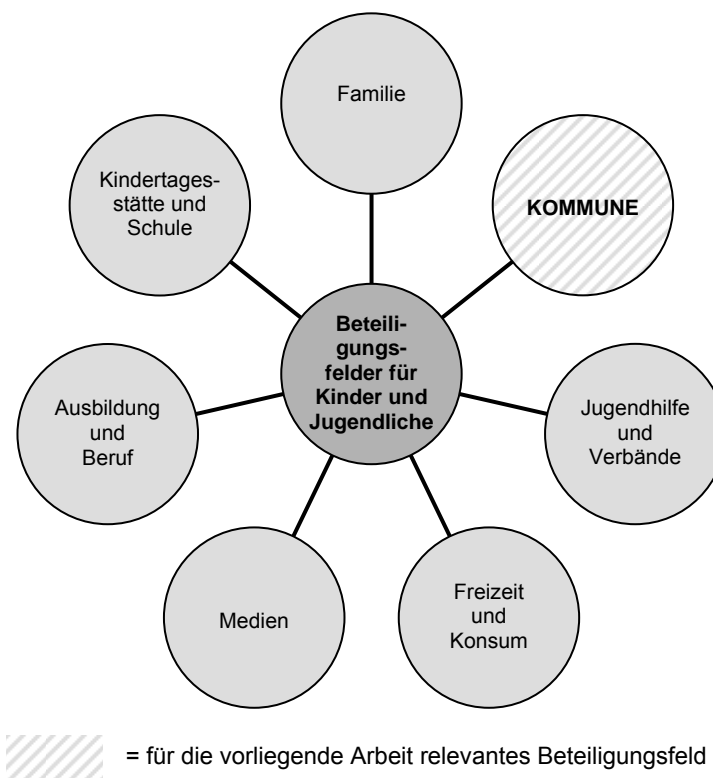 Familie
Kindertages-
stätte und
Schule
KOMMUNE
Beteili-
gungs-
felder für
Kinder und
Jugendliche
Ausbildung
und
Beruf
Jugendhilfe
und
Verbände
Medien
Freizeit
und
Konsum
= für die vorliegende Arbeit relevantes Beteiligungsfeld